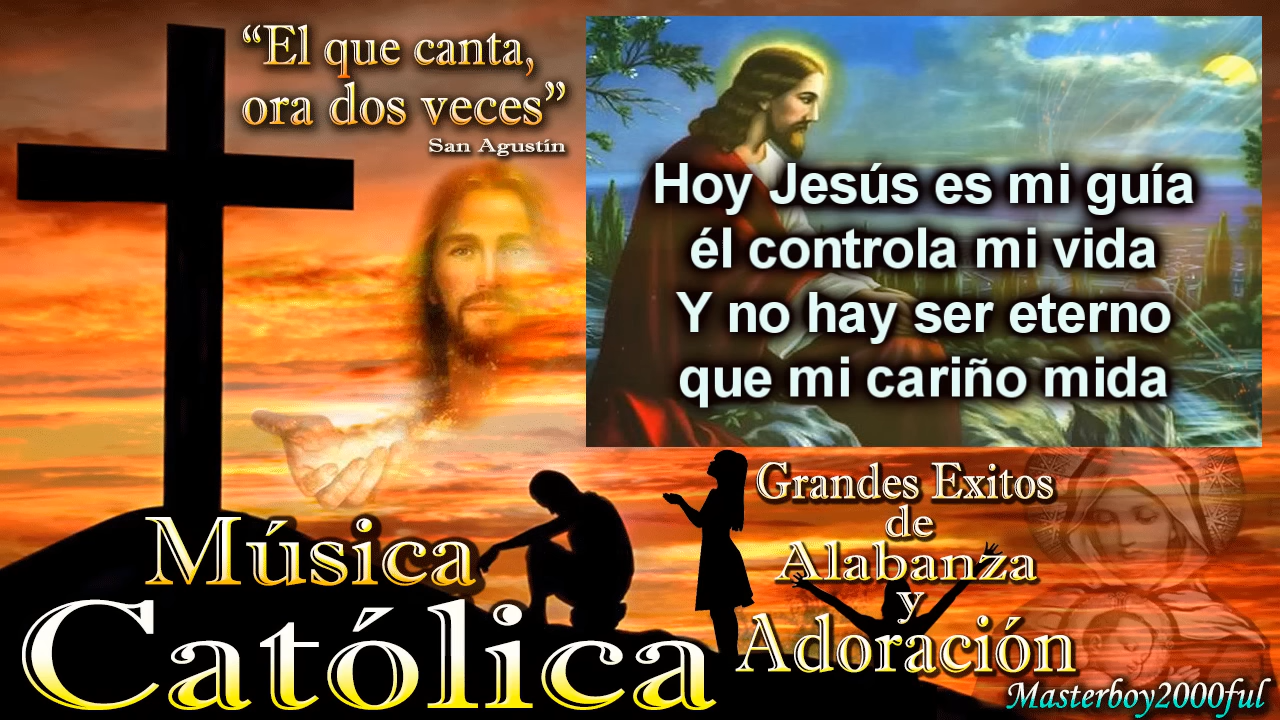 “El que canta,
ora dos veces”
San Agustín
Hoy Jesús es mi guía
él controla mi vida
Y no hay ser eterno
que mi cariño mida
Música
Católica
Grandes Exitos
de
Alabanza
y
Adoración
Masterboy2000ful